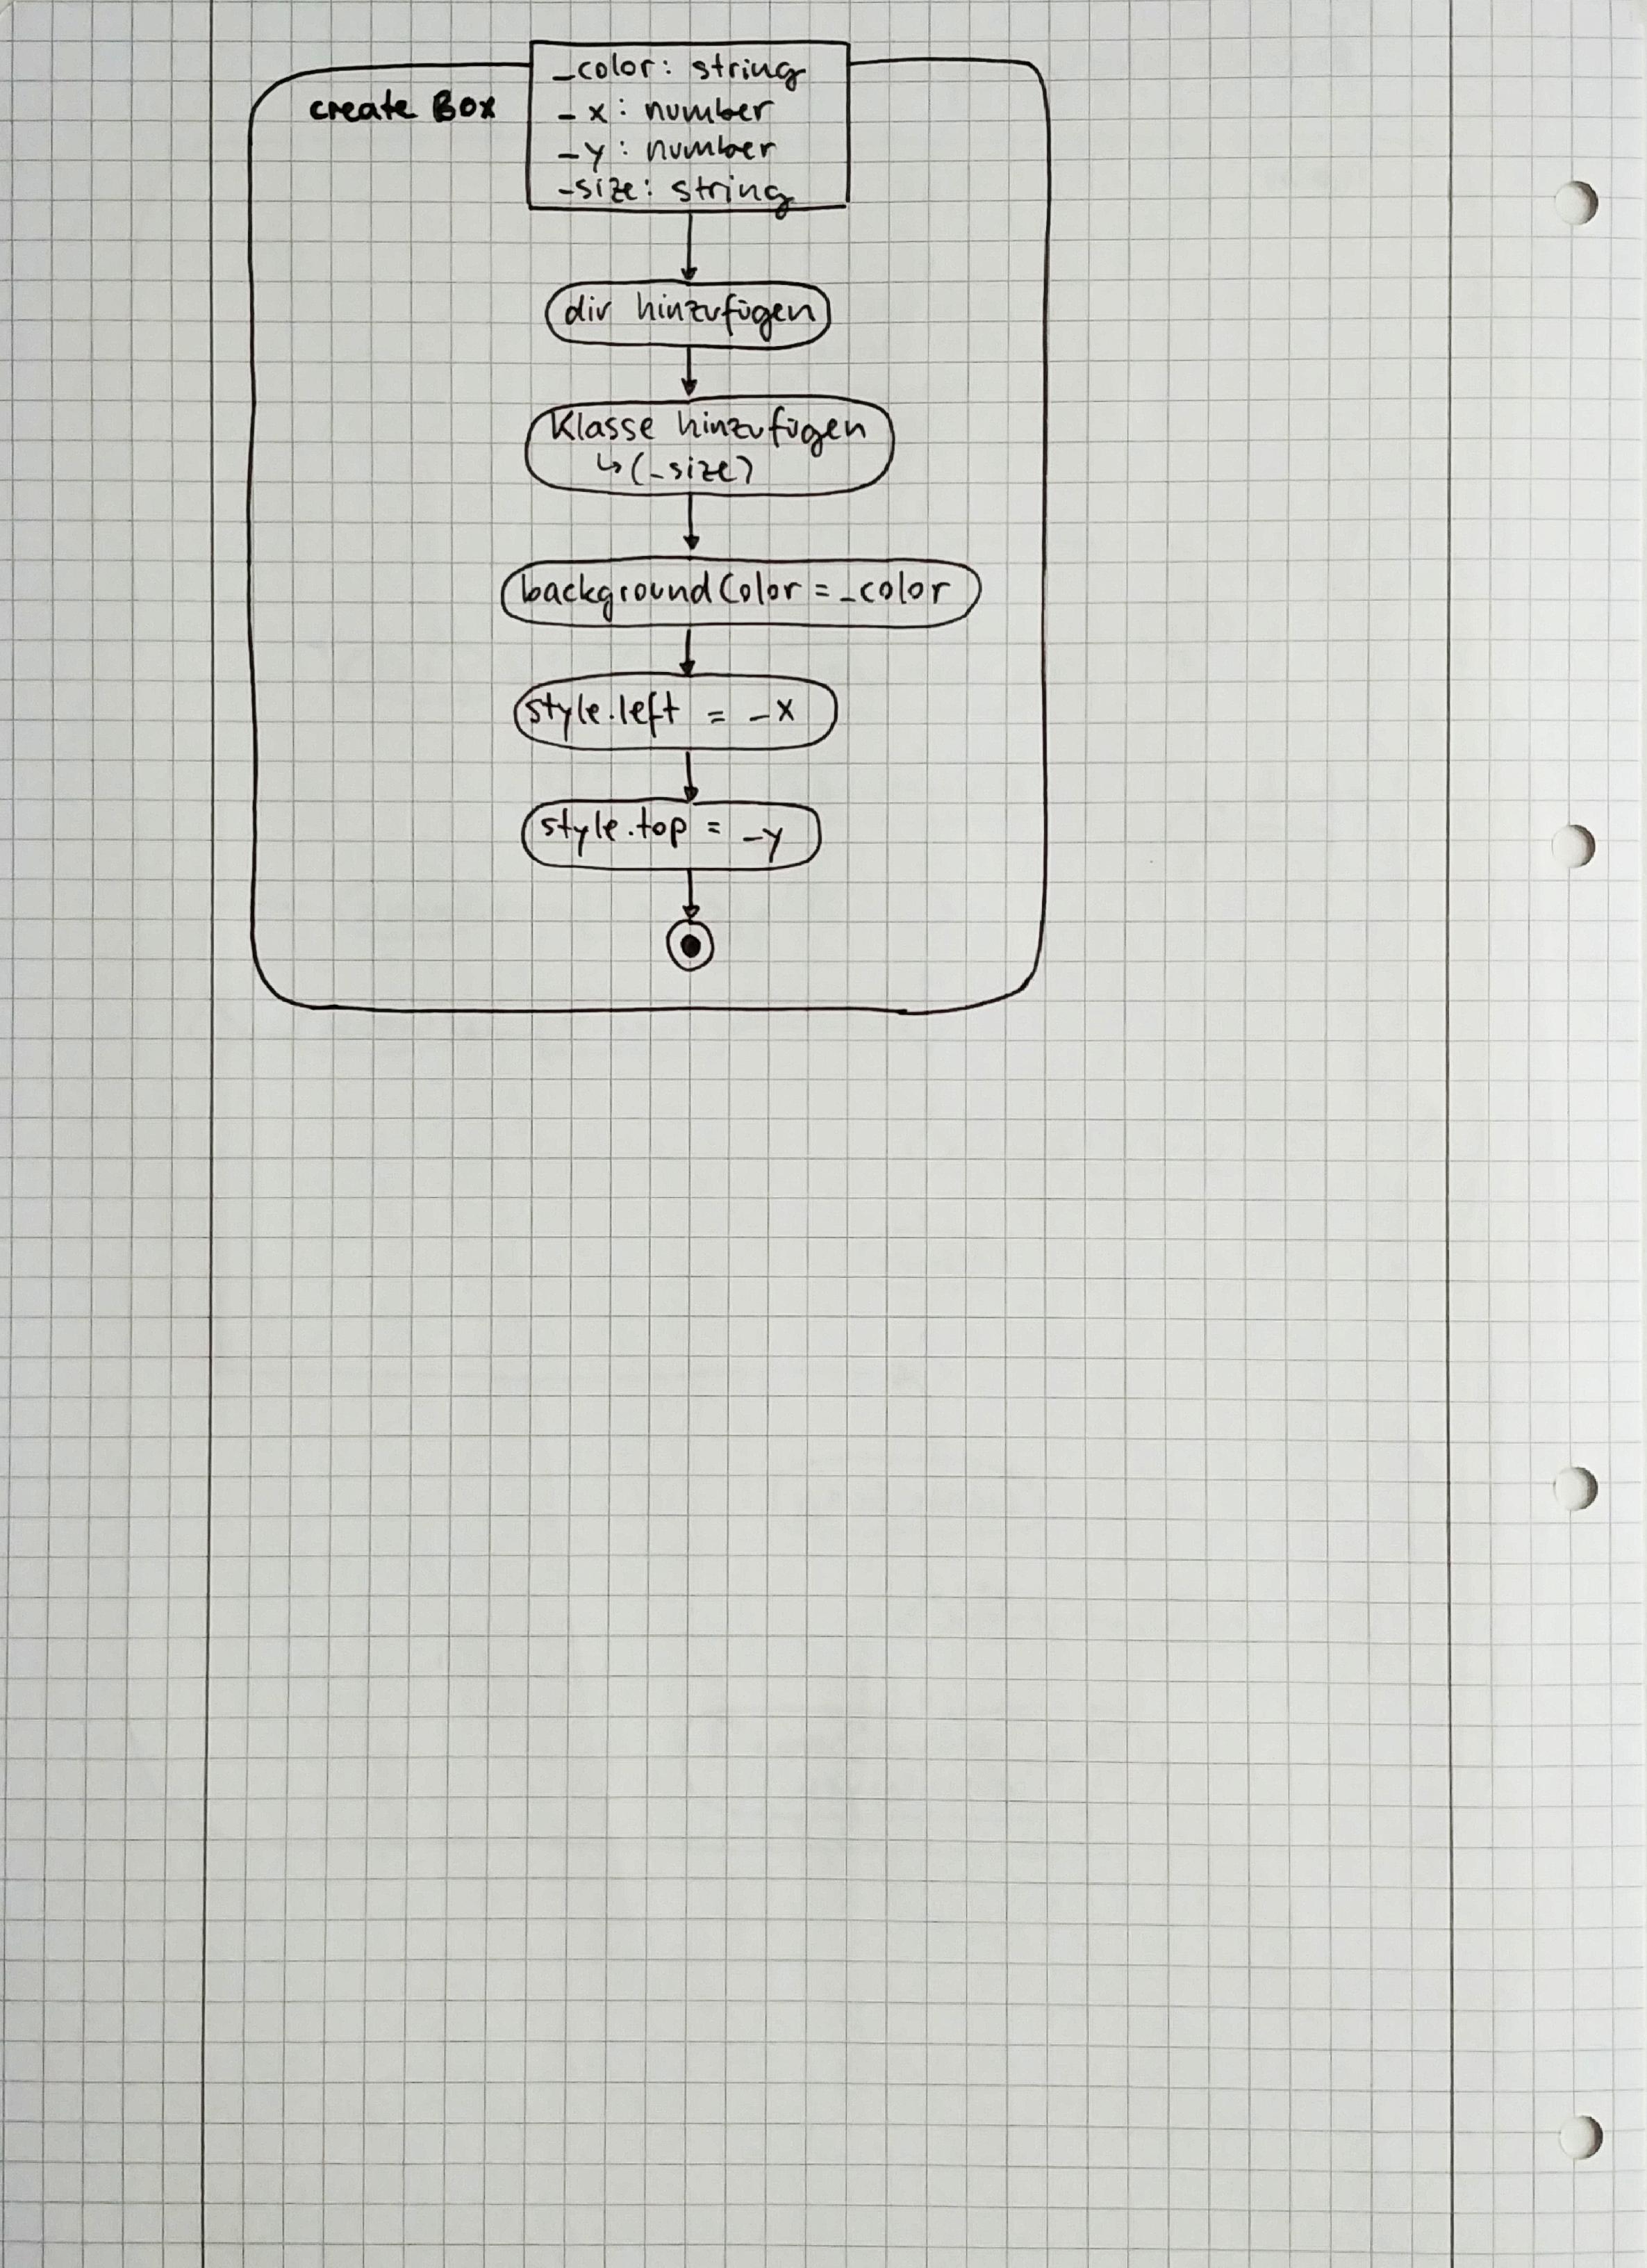 create Box
_color: string
_x: number
_y: number
_size: string
div hinzufügen
Klasse hinzufügen
↳(_size)
backgroundColor = _color
style.left = _x
style.top = _y